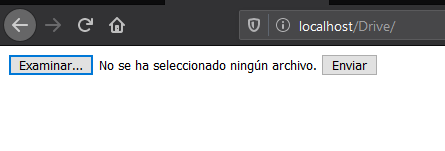 localhost/Drive/
Examinar... No se ha seleccionado ningún archivo. Enviar